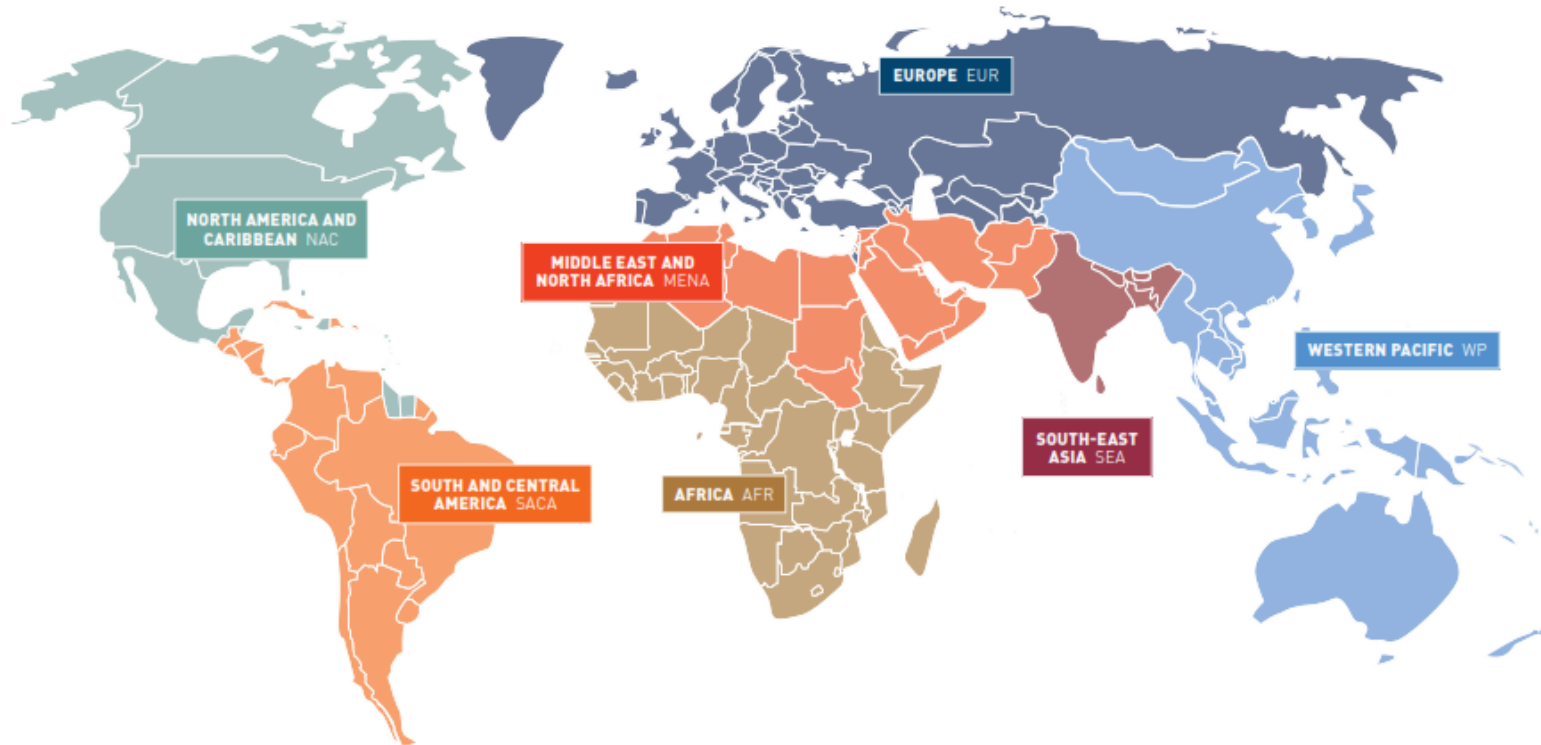 EUROPE EUR
NORTH AMERICA AND
CARIBBEAN NAC
MIDDLE EAST AND
NORTH AFRICA MENA
WESTERN PACIFIC WP
SOUTH-EAST
ASIA SEA
SOUTH AND CENTRAL
AMERICA SACA
AFRICA AFR